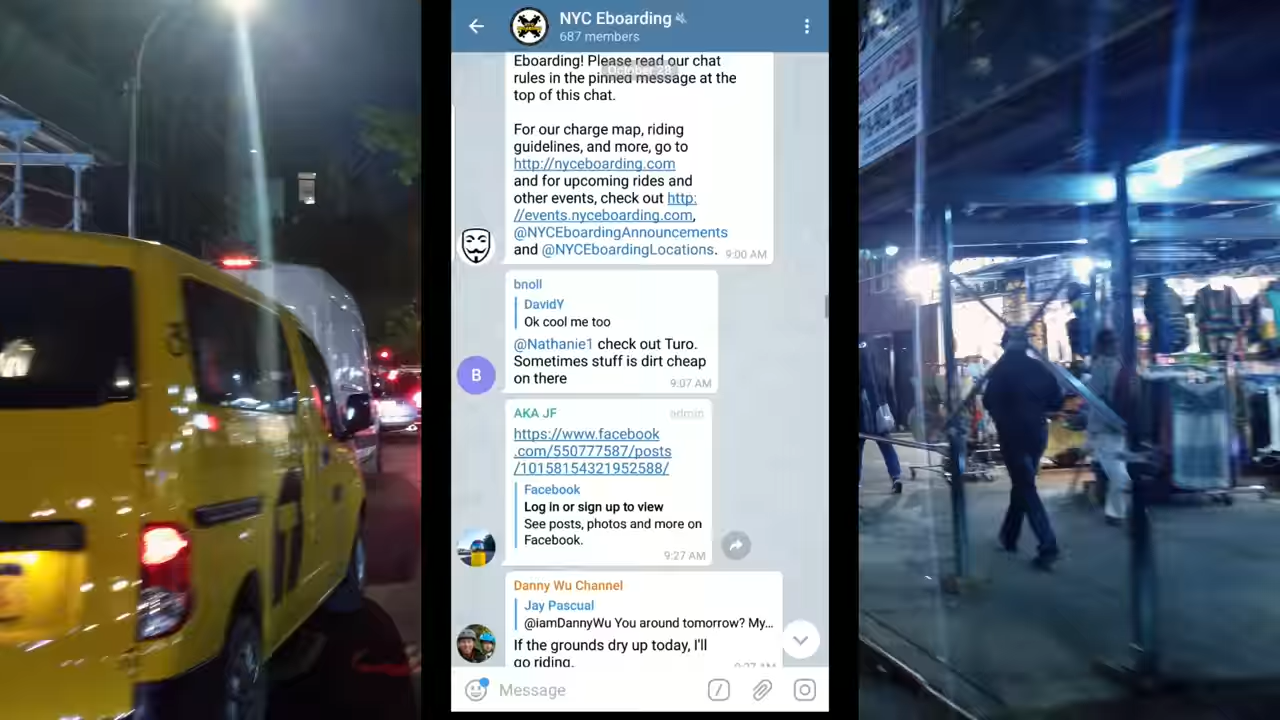 NYC Eboarding
687 members
Eboarding! Please read our chat
October 28
rules in the pinned message at the
top of this chat.
For our charge map, riding
guidelines, and more, go to
http://nyceboarding.com
and for upcoming rides and
other events, check out http:
//events.nyceboarding.com,
@NYCEboardingAnnouncements
and @NYCEboardingLocations.
9:00 AM
bnoll
DavidY
Ok cool me too
@Nathanie1 check out Turo.
Sometimes stuff is dirt cheap
on there
9:07 AM
B
AKA JF
admin
https://www.facebook
.com/550777587/posts
/10158154321952588/
Facebook
Log in or sign up to view
See posts, photos and more on
Facebook.
9:27 AM
Danny Wu Channel
Jay Pascual
@iamDannyWu You around tomorrow? My...
If the grounds dry up today, I'll
go riding.
Message